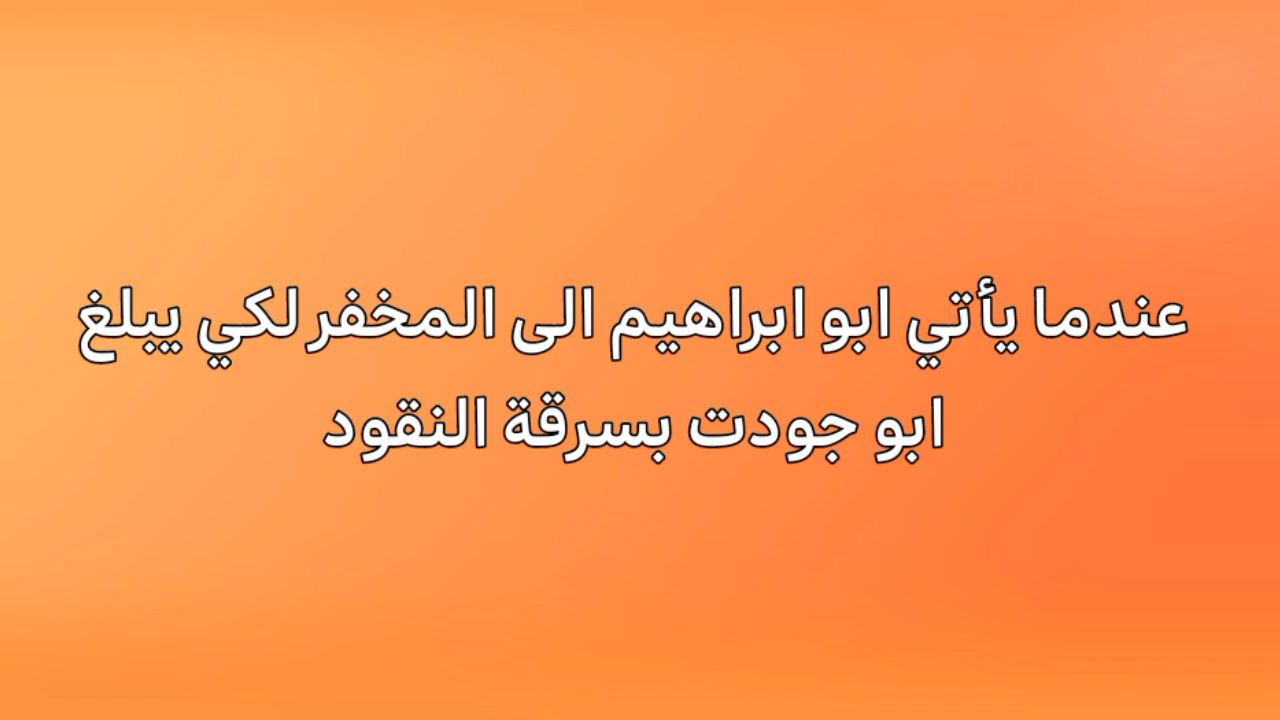 عندما يأتي ابو ابراهيم الى المخفر لكي يبلغ
ابو جودت بسرقة النقود